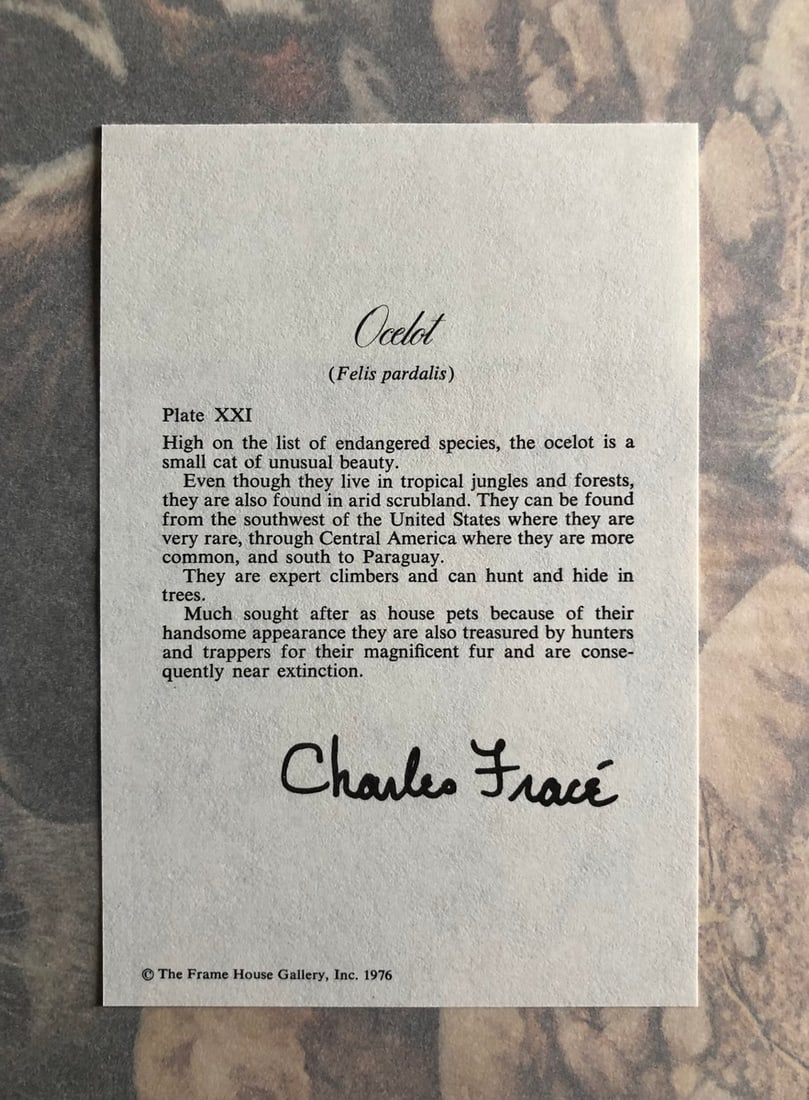 Ocelot
(Felis pardalis)
Plate XXI
High on the list of endangered species, the ocelot is a
small cat of unusual beauty.
Even though they live in tropical jungles and forests,
they are also found in arid scrubland. They can be found
from the southwest of the United States where they are
very rare, through Central America where they are more
common, and south to Paraguay.
They are expert climbers and can hunt and hide in
trees.
Much sought after as house pets because of their
handsome appearance they are also treasured by hunters
and trappers for their magnificent fur and are conse-
quently near extinction.
Charles Fracé
© The Frame House Gallery, Inc. 1976